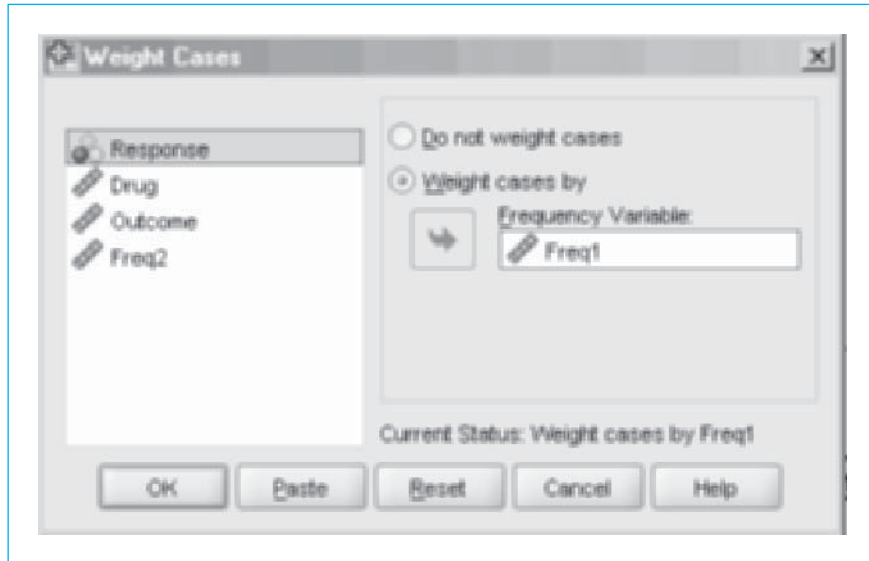 Weight Cases
Response
Drug
Outcome
Freq2
Do not weight cases
Weight cases by
Frequency Variable:
Freq1
Current Status: Weight cases by Freq1
OK
Paste
Reset
Cancel
Help